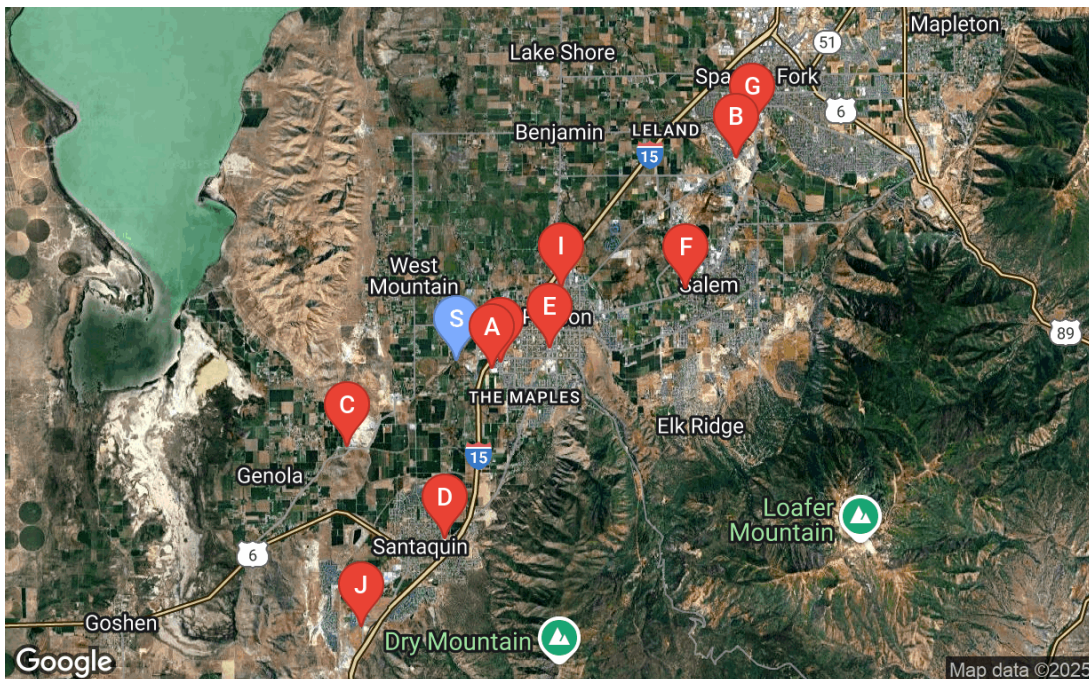 Mapleton
51
Lake Shore
Spa
Fork
G
6
B
Benjamin
LELAND
15
I
F
West
Mountain
Salem
S
A
E
on
89
THE MAPLES
C
Elk Ridge
15
Genola
D
Loafer
Mountain
6
Santaquin
J
Goshen
Dry Mountain
Google
Map data ©2025